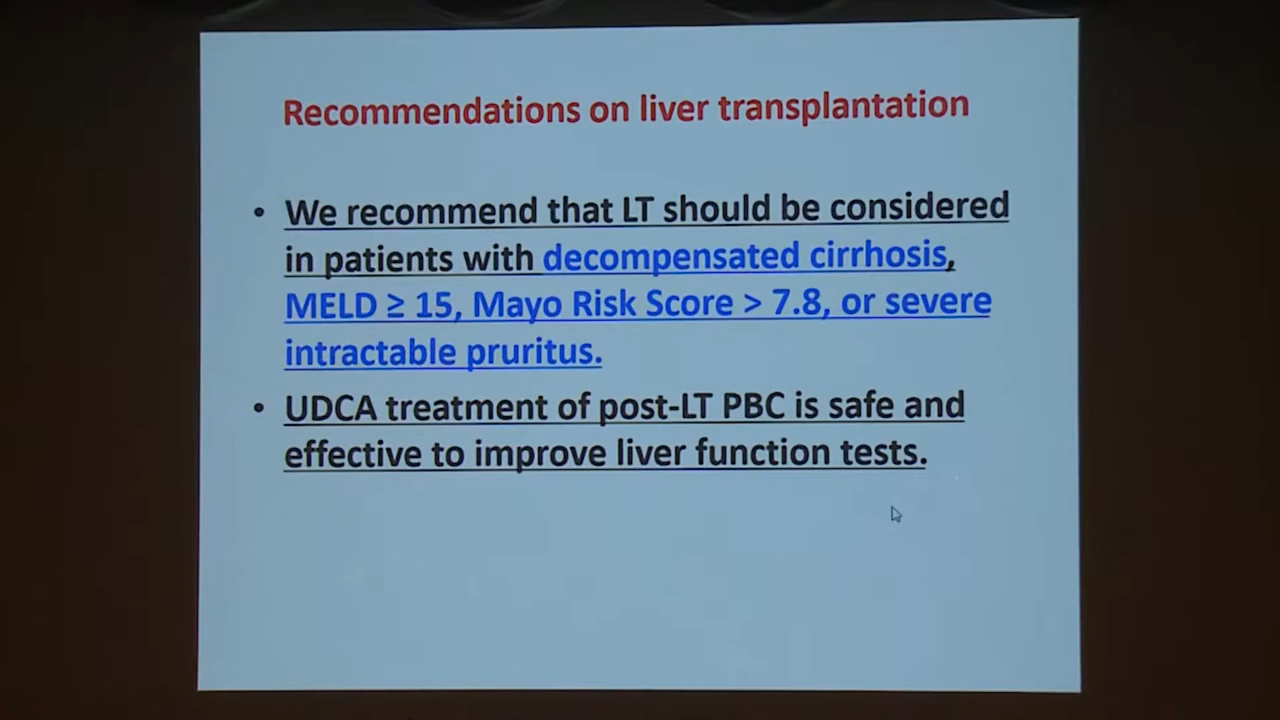 Recommendations on liver transplantation
• We recommend that LT should be considered
in patients with decompensated cirrhosis,
MELD ≥ 15, Mayo Risk Score > 7.8, or severe
intractable pruritus.
• UDCA treatment of post-LT PBC is safe and
effective to improve liver function tests.